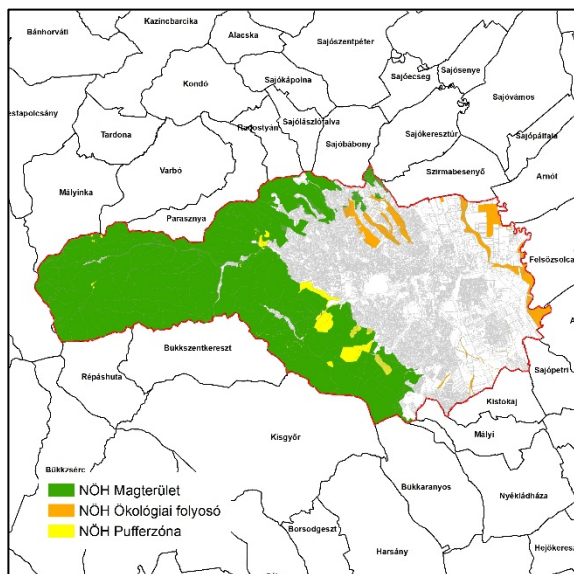 Bánhorváti
Kazincbarcika
Alacska
Sajószentpéter
Sajósenye
Sajóecseg
Kondó
Sajókápolna
Sajóvámos
estapolcsány
Tardona
Radostyán
Sajólászlófalva
Sajóbábony
Sajókeresztúr
Sajópálfala
Varbó
Mályinka
Szirmabesenyő
Arnót
Parasznya
Felsőzsolca
Bükkszentkereszt
Répáshuta
Sajópetri
Kistokaj
Kisgyőr
Mályi
Bükkzsérc
Bükkaranyos
Nyékládháza
NÖH Magterület
NÖH Ökológiai folyosó
NÖH Pufferzóna
Borsodgeszt
Harsány
Hejőkeresz